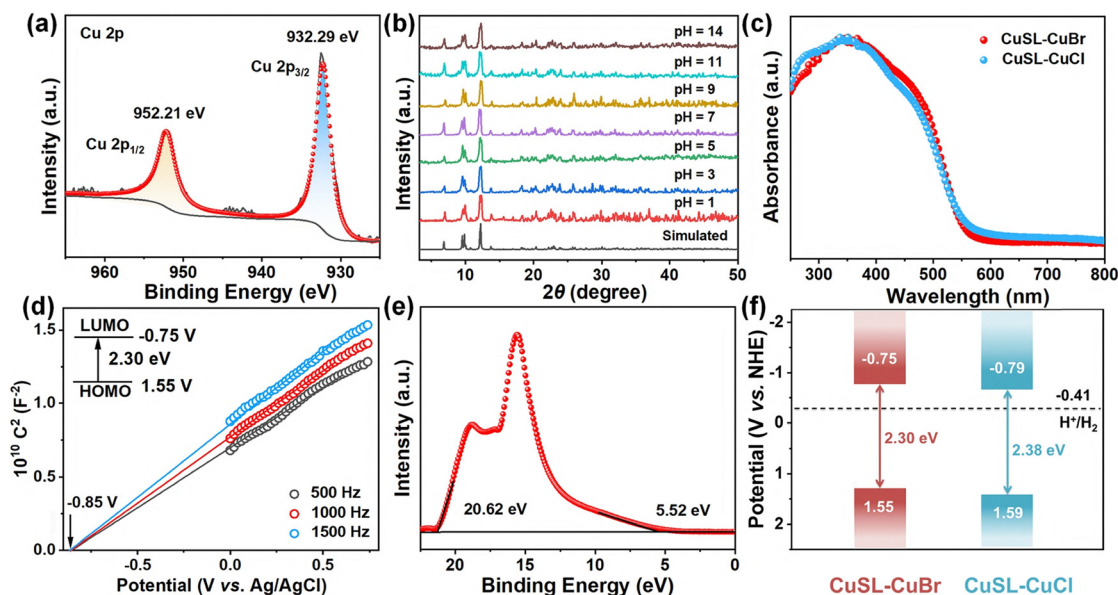 (a)
Cu 2p
932.29 eV
Cu 2p3/2
952.21 eV
Cu 2p1/2
Intensity (a.u.)
960
950
940
930
Binding Energy (eV)
(b)
pH = 14
pH = 11
pH = 9
pH = 7
pH = 5
pH = 3
pH = 1
Simulated
Intensity (a.u.)
10
20
30
40
50
2θ (degree)
(c)
CuSL-CuBr
CuSL-CuCl
Absorbance (a.u.)
300
400
500
600
700
800
Wavelength (nm)
(d)
LUMO
-0.75 V
2.30 eV
HOMO
1.55 V
1.5
1.0
0.5
0.0
10^10 C^2 (F^-2)
-0.85 V
500 Hz
1000 Hz
1500 Hz
-0.5
0.0
0.5
Potential (V vs. Ag/AgCl)
(e)
Intensity (a.u.)
20.62 eV
5.52 eV
20
15
10
5
0
Binding Energy (eV)
(f)
Potential (V vs. NHE)
-2
-1
0
1
2
-0.75
-0.79
-0.41
H+/H2
2.30 eV
2.38 eV
1.55
1.59
CuSL-CuBr
CuSL-CuCl